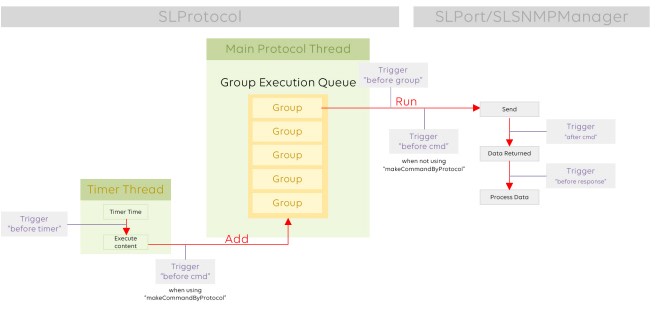 SLProtocol
SLPort/SLSNMPManager
Main Protocol Thread
Trigger
"before group"
Group Execution Queue
Group
Group
Group
Group
Group
Run
Trigger
"before cmd"
when not using
"makeCommandByProtocol"
Send
Trigger
"after cmd"
Data Returned
Trigger
"before response"
Process Data
Timer Thread
Timer Time
Trigger
"before timer"
Execute
content
Add
Trigger
"before cmd"
when using
"makeCommandByProtocol"